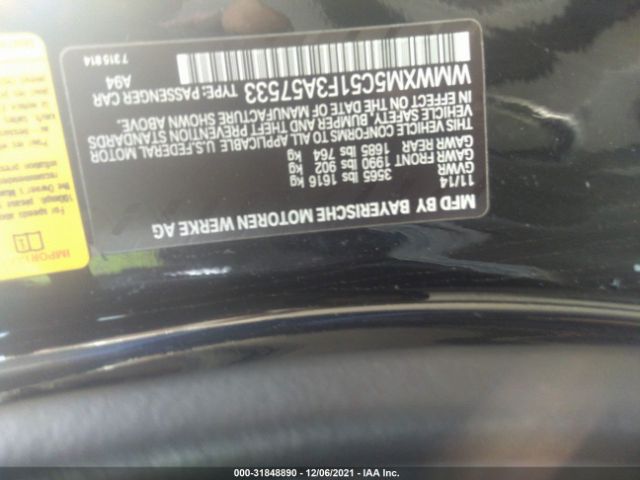 MFD BY BAYERISCHE MOTOREN WERKE AG
11/14
GVWR 3565 lbs 1616 kg
GAWR FRONT 1990 lbs 902 kg
GAWR REAR 1685 lbs 764 kg
THIS VEHICLE CONFORMS TO ALL APPLICABLE U.S.FEDERAL MOTOR
VEHICLE SAFETY, BUMPER AND THEFT PREVENTION STANDARDS
IN EFFECT ON THE DATE OF MANUFACTURE SHOWN ABOVE.
WMWXM5C51F3A57533 TYPE: PASSENGER CAR
A94
7315814
000-31848890 - 12/06/2021 - IAA Inc.